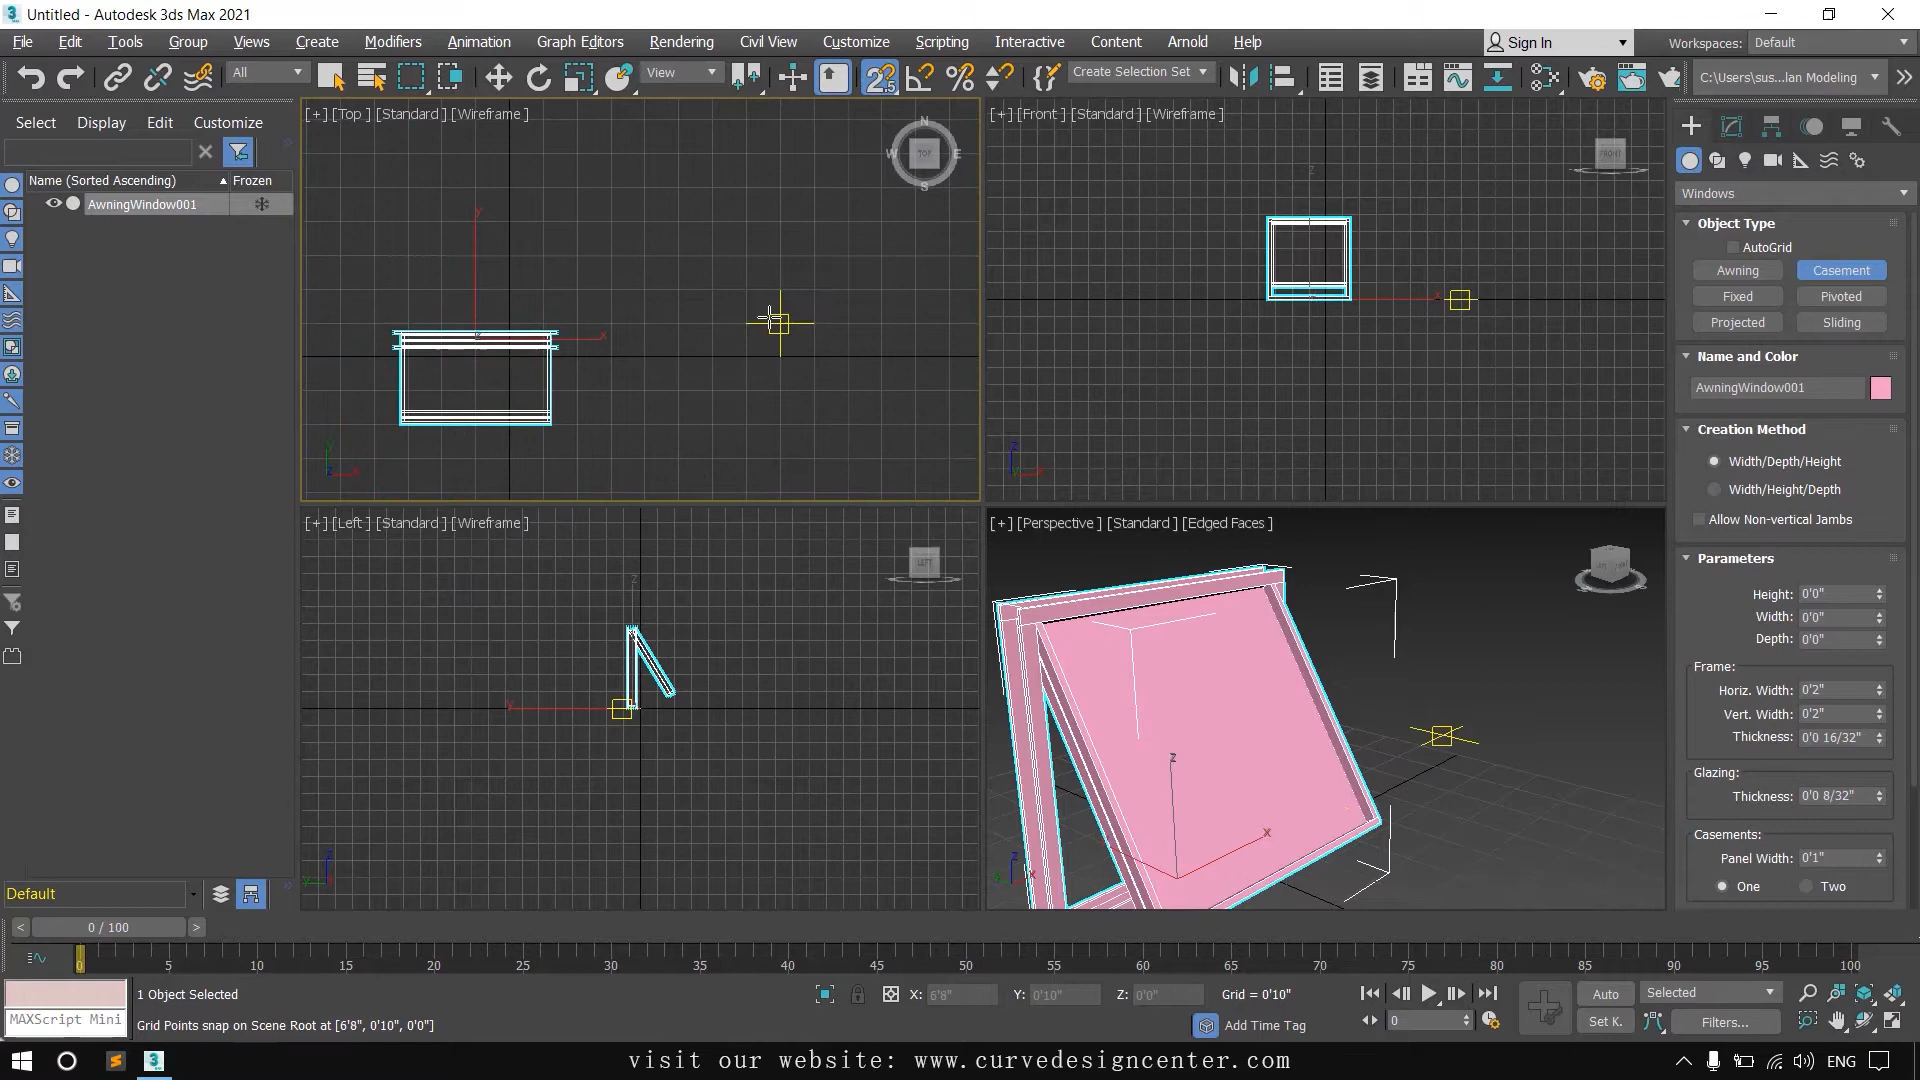 Untitled - Autodesk 3ds Max 2021
File Edit Tools Group Views Create Modifiers Animation Graph Editors Rendering Civil View Customize Scripting Interactive Content Arnold Help Sign In Workspaces: Default
All View Create Selection Set C:\Users\sus...lan Modeling
Select Display Edit Customize
Name (Sorted Ascending) Frozen
AwningWindow001
Default
[+] [Top ] [Standard ] [Wireframe ]
N
W TOP E
S
y
x
y
z x
[+] [Front ] [Standard ] [Wireframe ]
FRONT
z
x
z
x
[+] [Left ] [Standard ] [Wireframe ]
LEFT
z
y
z
y
[+] [Perspective ] [Standard ] [Edged Faces ]
z
x
z
x
Windows
Object Type
AutoGrid
Awning Casement
Fixed Pivoted
Projected Sliding
Name and Color
AwningWindow001
Creation Method
Width/Depth/Height
Width/Height/Depth
Allow Non-vertical Jambs
Parameters
Height: 0'0"
Width: 0'0"
Depth: 0'0"
Frame:
Horiz. Width: 0'2"
Vert. Width: 0'2"
Thickness: 0'0 16/32"
Glazing:
Thickness: 0'0 8/32"
Casements:
Panel Width: 0'1"
One Two
< 0 / 100 >
0 5 10 15 20 25 30 35 40 45 50 55 60 65 70 75 80 85 90 95 100
1 Object Selected X: 6'8" Y: 0'10" Z: 0'0" Grid = 0'10" Auto Selected
MAXScript Mini Grid Points snap on Scene Root at [6'8", 0'10", 0'0"] Add Time Tag 0 Set K. Filters...
visit our website: www.curvedesigncenter.com ENG